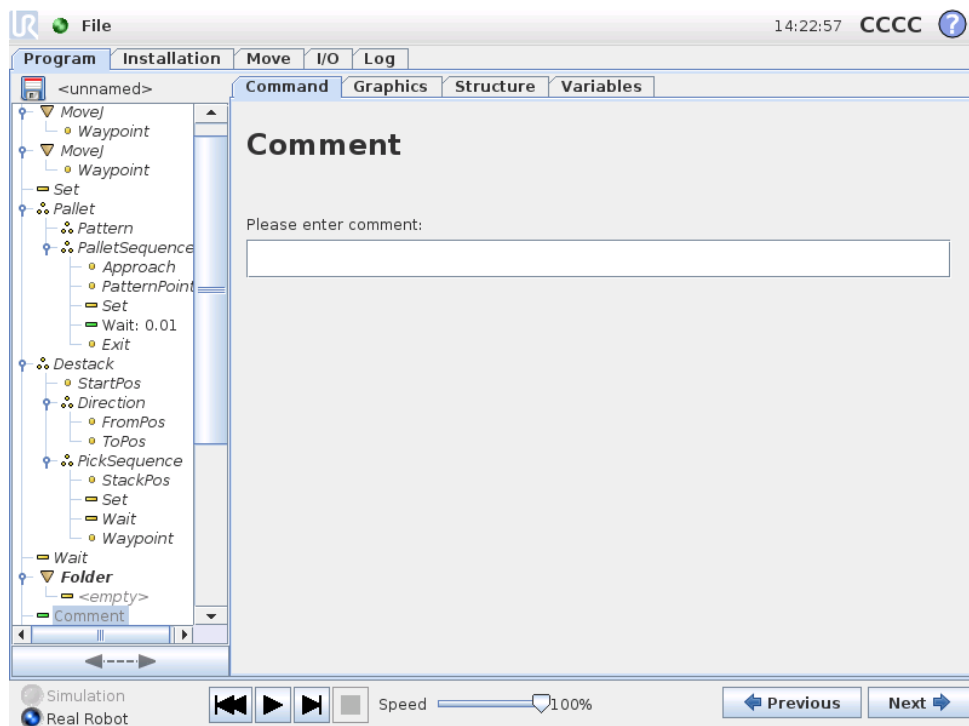 UR File 14:22:57 CCCC ?
Program Installation Move I/O Log
<unnamed>
Command Graphics Structure Variables
MoveJ
Waypoint
MoveJ
Waypoint
Set
Pallet
Pattern
PalletSequence
Approach
PatternPoint
Set
Wait: 0.01
Exit
Destack
StartPos
Direction
FromPos
ToPos
PickSequence
StackPos
Set
Wait
Waypoint
Wait
Folder
<empty>
Comment
Comment
Please enter comment:
Simulation
Real Robot
Speed 100%
Previous Next